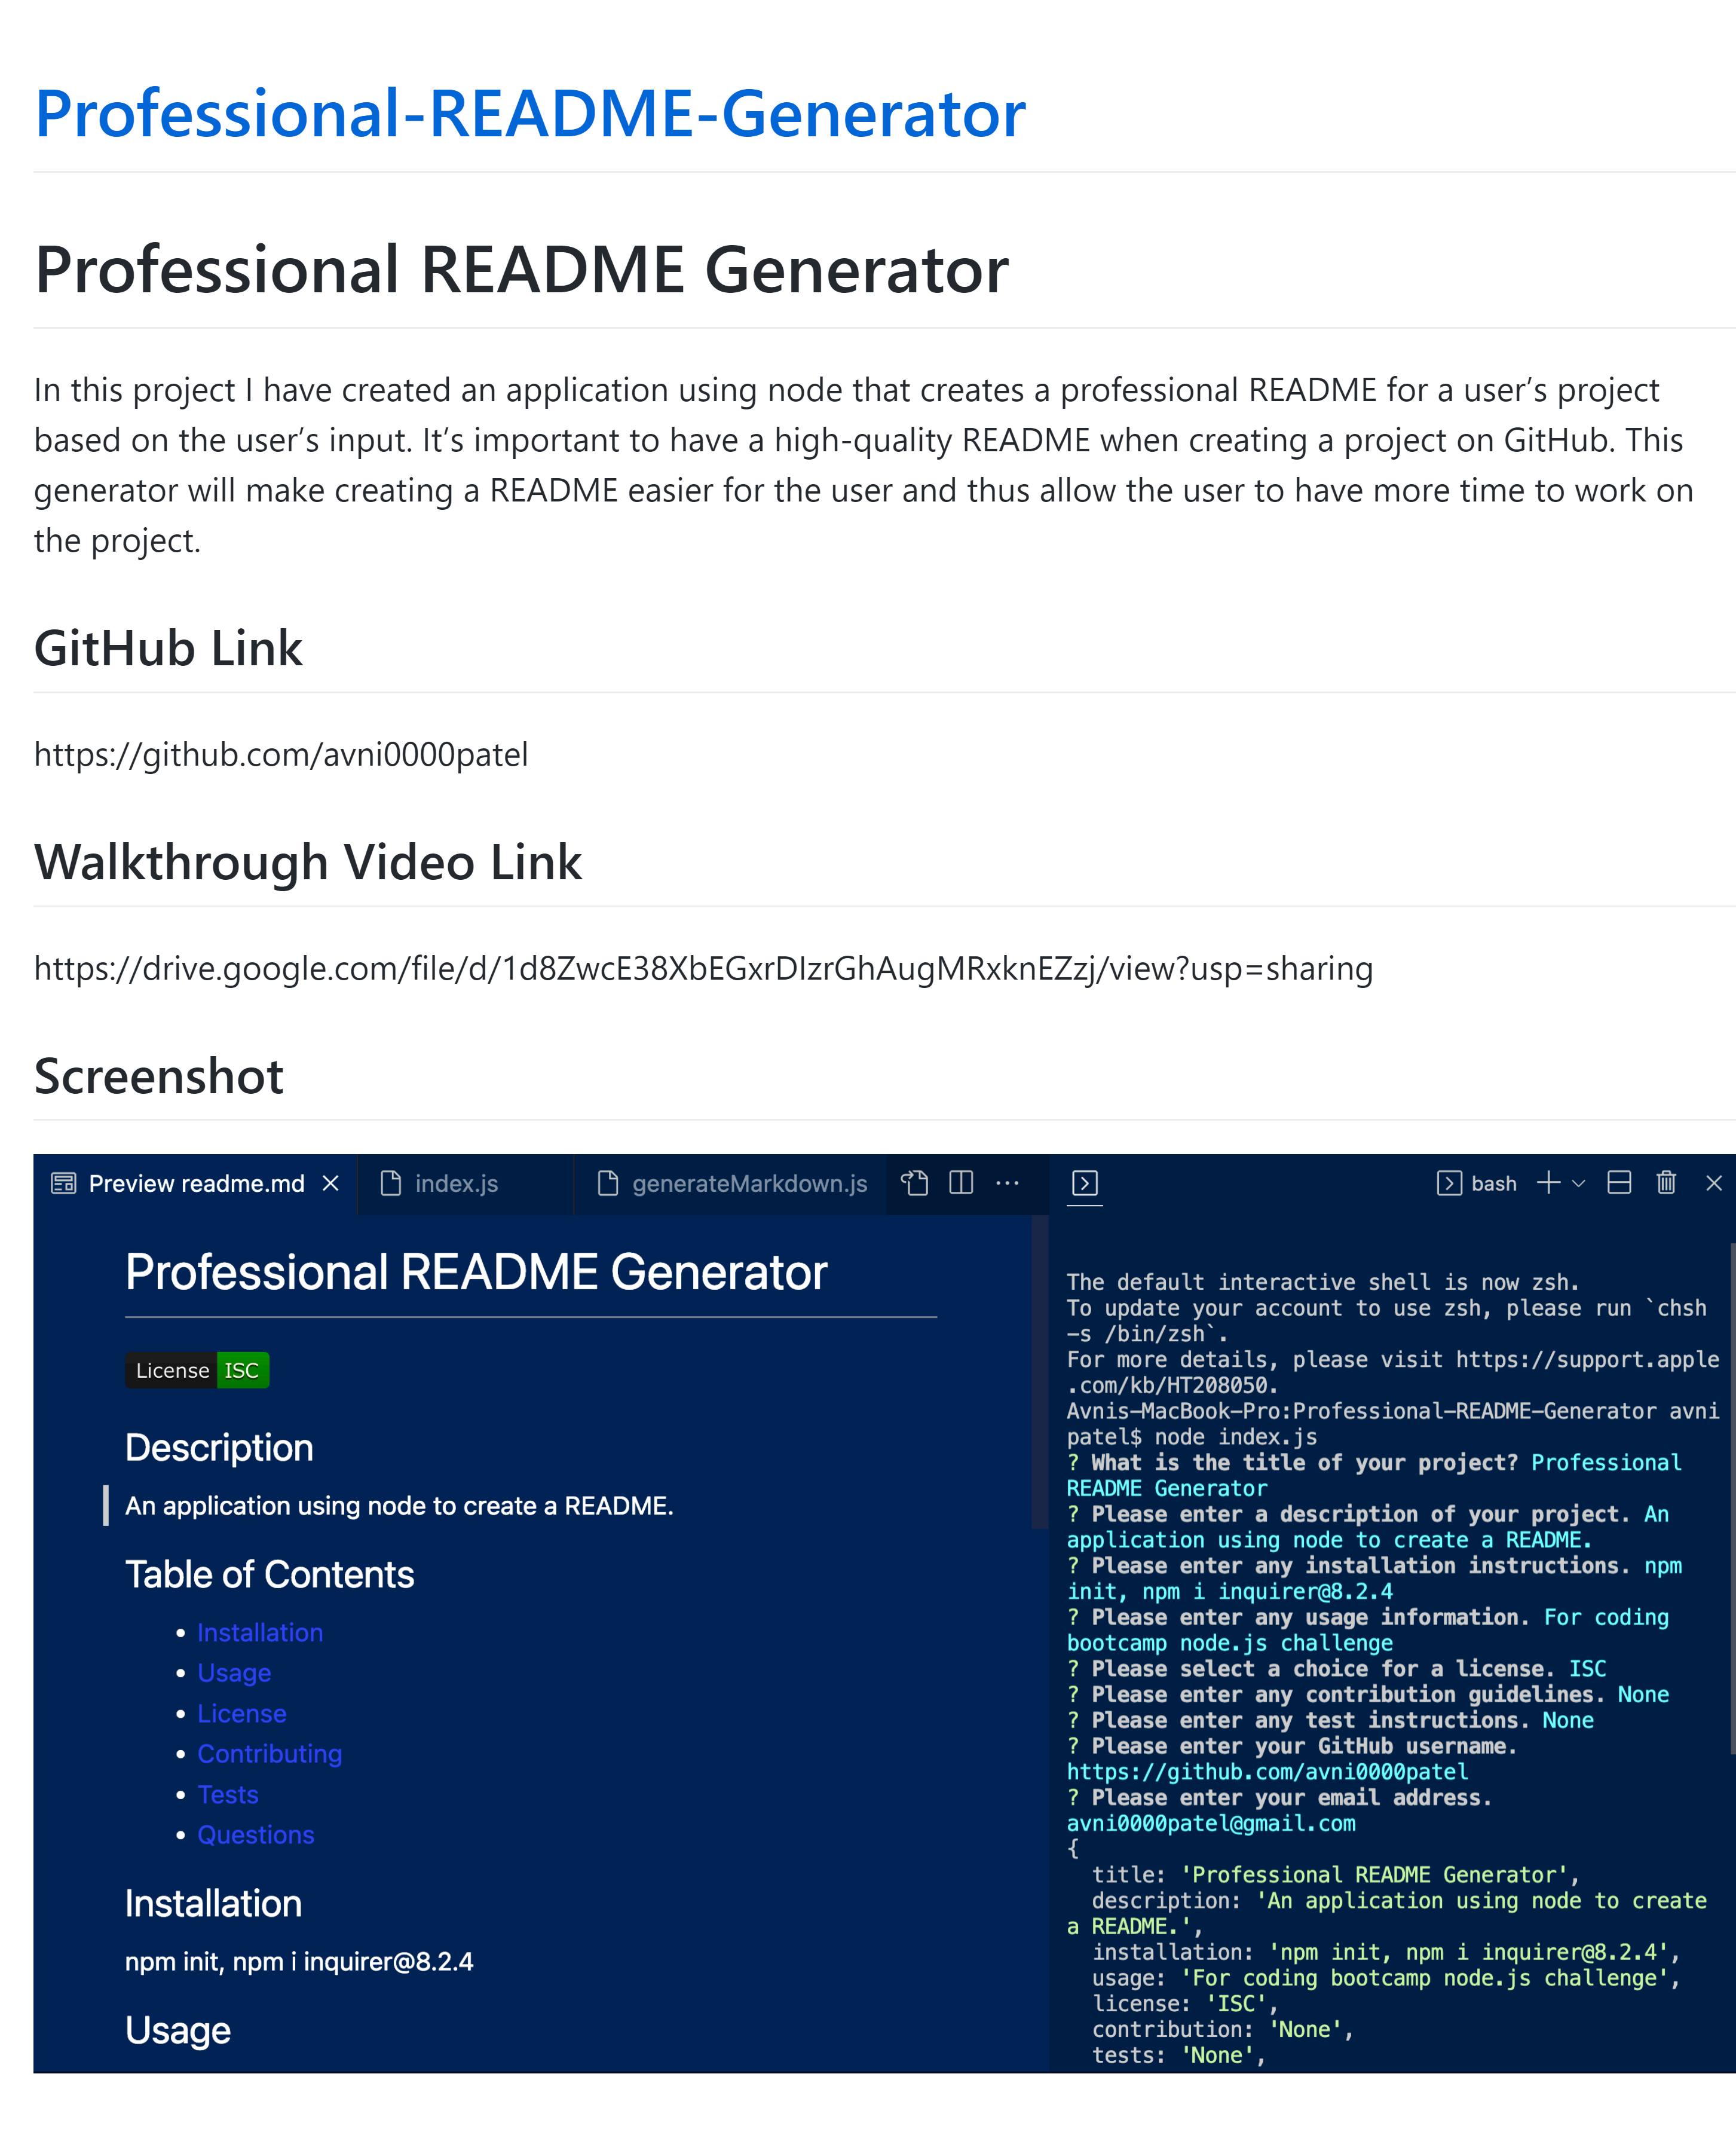 Professional-README-Generator
Professional README Generator
In this project I have created an application using node that creates a professional README for a user’s project
based on the user’s input. It’s important to have a high-quality README when creating a project on GitHub. This
generator will make creating a README easier for the user and thus allow the user to have more time to work on
the project.
GitHub Link
https://github.com/avni0000patel
Walkthrough Video Link
https://drive.google.com/file/d/1d8ZwcE38XbEGxrDIzrGhAugMRxknEZzj/view?usp=sharing
Screenshot
Preview readme.md
index.js
generateMarkdown.js
Professional README Generator
License ISC
Description
An application using node to create a README.
Table of Contents
• Installation
• Usage
• License
• Contributing
• Tests
• Questions
Installation
npm init, npm i inquirer@8.2.4
Usage
bash
The default interactive shell is now zsh.
To update your account to use zsh, please run `chsh
-s /bin/zsh`.
For more details, please visit https://support.apple
.com/kb/HT208050.
Avnis-MacBook-Pro:Professional-README-Generator avni
patel$ node index.js
? What is the title of your project? Professional
README Generator
? Please enter a description of your project. An
application using node to create a README.
? Please enter any installation instructions. npm
init, npm i inquirer@8.2.4
? Please enter any usage information. For coding
bootcamp node.js challenge
? Please select a choice for a license. ISC
? Please enter any contribution guidelines. None
? Please enter any test instructions. None
? Please enter your GitHub username.
https://github.com/avni0000patel
? Please enter your email address.
avni0000patel@gmail.com
{
title: 'Professional README Generator',
description: 'An application using node to create
a README.',
installation: 'npm init, npm i inquirer@8.2.4',
usage: 'For coding bootcamp node.js challenge',
license: 'ISC',
contribution: 'None',
tests: 'None',